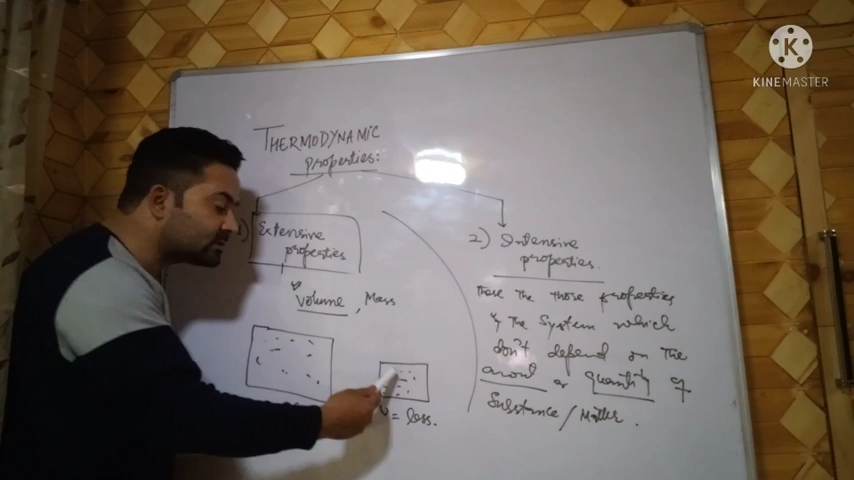 THERMODYNAMIC
properties:
1) Extensive
properties
Volume, Mass
V = less.
2) Intensive
properties.
These the those properties
of the System which
don't depend on the
amount or quantity of
Substance/Matter.
K
KINEMASTER